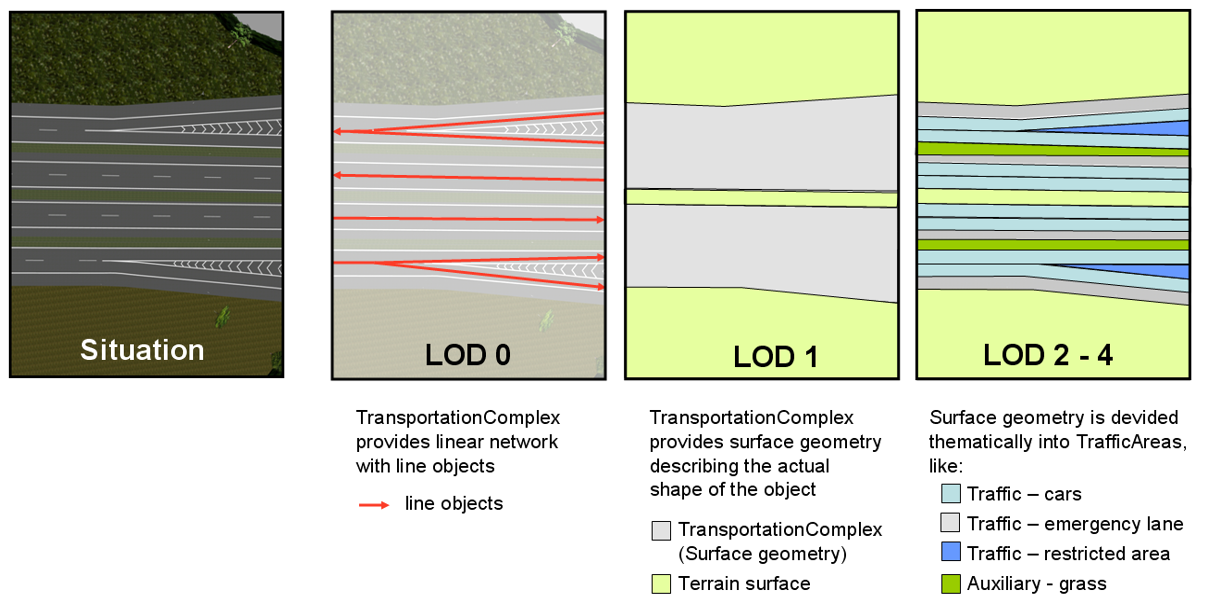 Situation
LOD 0
LOD 1
LOD 2 - 4
TransportationComplex
provides linear network
with line objects
line objects
TransportationComplex
provides surface geometry
describing the actual
shape of the object
TransportationComplex
(Surface geometry)
Terrain surface
Surface geometry is devided
thematically into TrafficAreas,
like:
Traffic – cars
Traffic – emergency lane
Traffic – restricted area
Auxiliary - grass